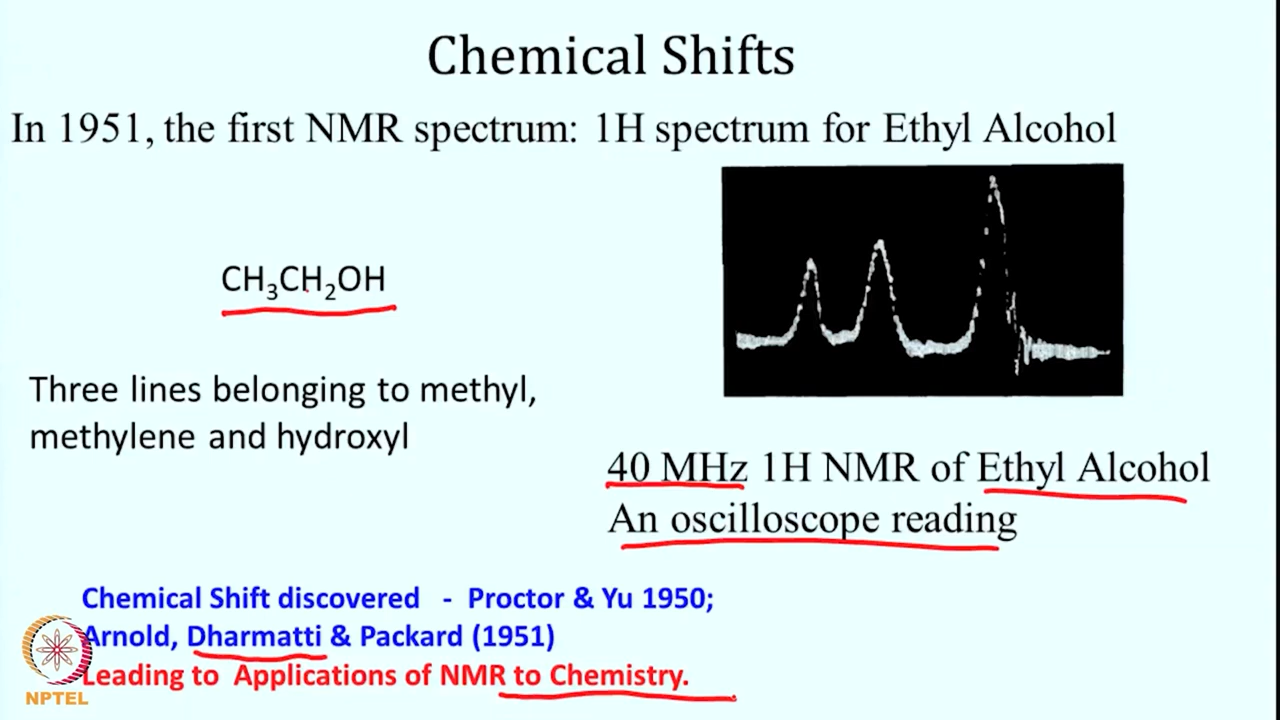 Chemical Shifts
In 1951, the first NMR spectrum: 1H spectrum for Ethyl Alcohol
CH₃CH₂OH
Three lines belonging to methyl,
methylene and hydroxyl
40 MHz 1H NMR of Ethyl Alcohol
An oscilloscope reading
Chemical Shift discovered - Proctor & Yu 1950;
Arnold, Dharmatti & Packard (1951)
Leading to Applications of NMR to Chemistry.
NPTEL